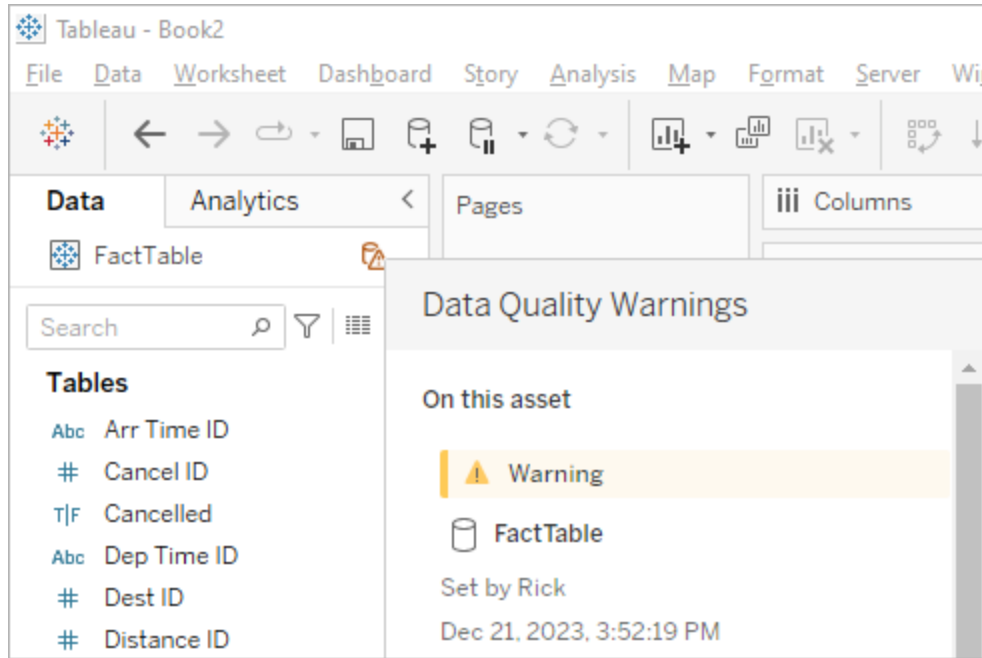 Tableau - Book2
File Data Worksheet Dashboard Story Analysis Map Format Server
Data Analytics
Pages
Columns
FactTable
Data Quality Warnings
Search
Tables
Abc Arr Time ID
# Cancel ID
T|F Cancelled
Abc Dep Time ID
# Dest ID
# Distance ID
On this asset
Warning
FactTable
Set by Rick
Dec 21, 2023, 3:52:19 PM